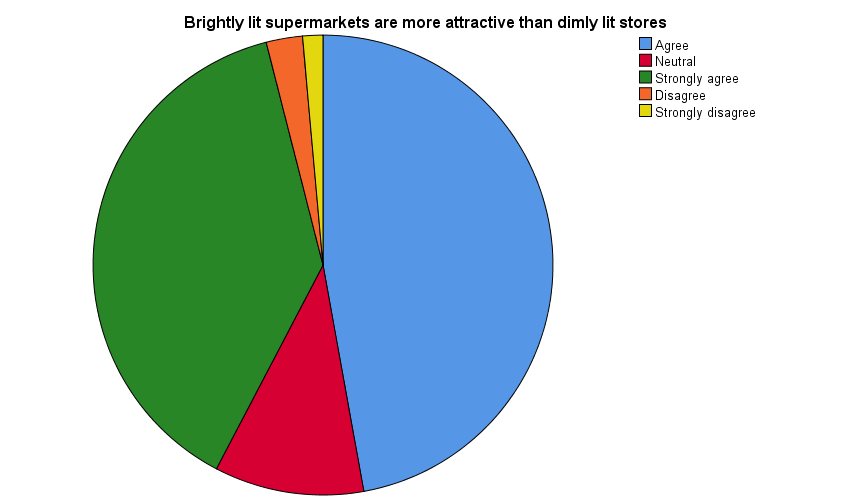 Brightly lit supermarkets are more attractive than dimly lit stores
Agree
Neutral
Strongly agree
Disagree
Strongly disagree